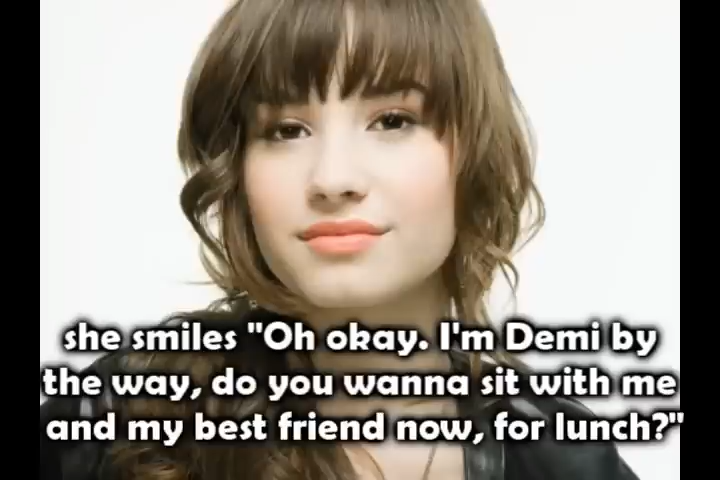 she smiles "Oh okay. I'm Demi by
the way, do you wanna sit with me
and my best friend now, for lunch?"